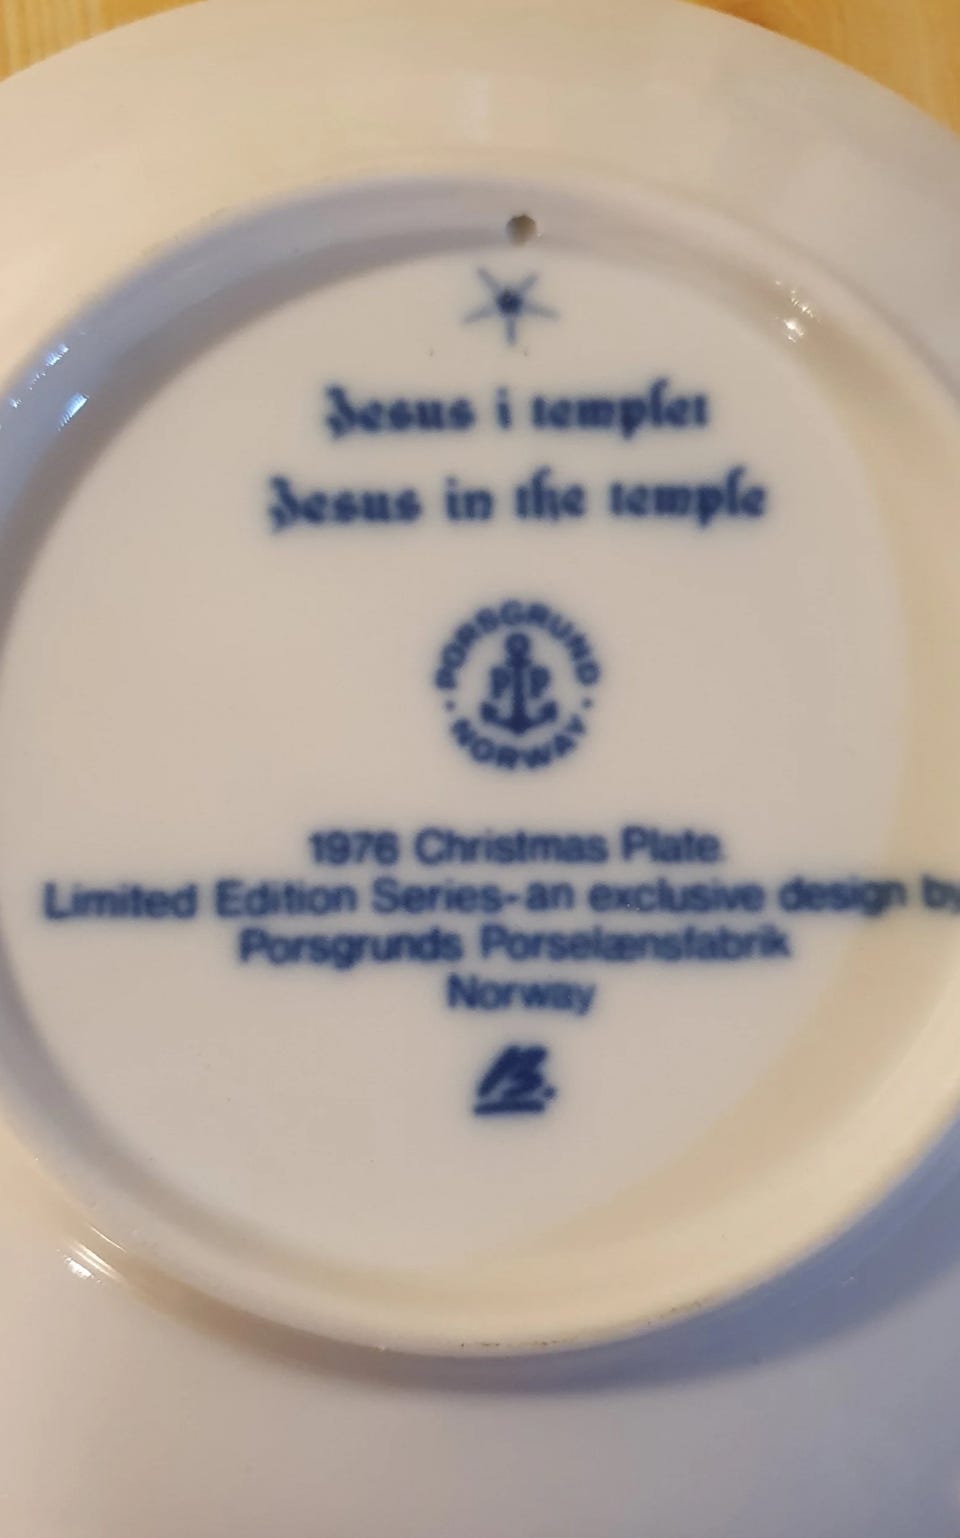 Jesus i templet
Jesus in the temple
PORSGRUND
P P
NORWAY
1976 Christmas Plate.
Limited Edition Series-an exclusive design by
Porsgrunds Porselænsfabrik
Norway